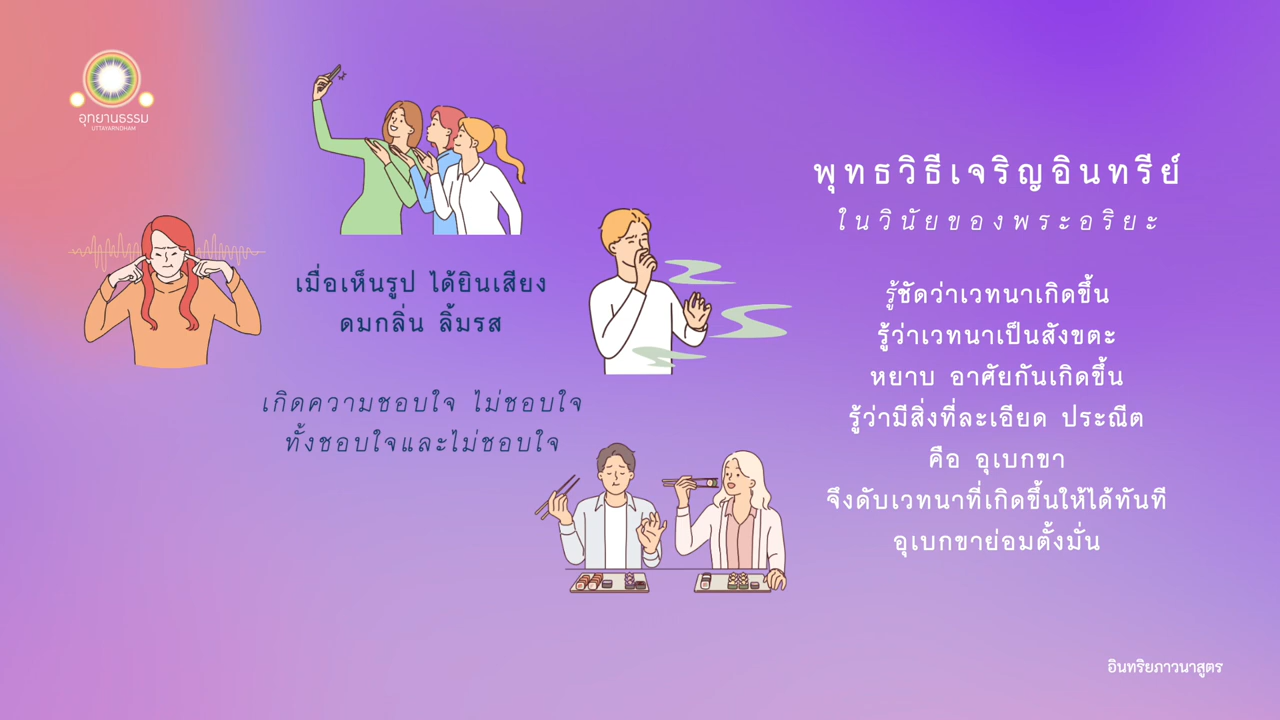 อุทยานธรรม
UTTAYARNDHAM
เมื่อเห็นรูป ได้ยินเสียง
ดมกลิ่น ลิ้มรส
เกิดความชอบใจ ไม่ชอบใจ
ทั้งชอบใจและไม่ชอบใจ
พุทธวิธีเจริญอินทรีย์
ในวินัยของพระอริยะ
รู้ชัดว่าเวทนาเกิดขึ้น
รู้ว่าเวทนาเป็นสังขตะ
หยาบ อาศัยกันเกิดขึ้น
รู้ว่ามีสิ่งที่ละเอียด ประณีต
คือ อุเบกขา
จึงดับเวทนาที่เกิดขึ้นให้ได้ทันที
อุเบกขาย่อมตั้งมั่น
อินทริยภาวนาสูตร